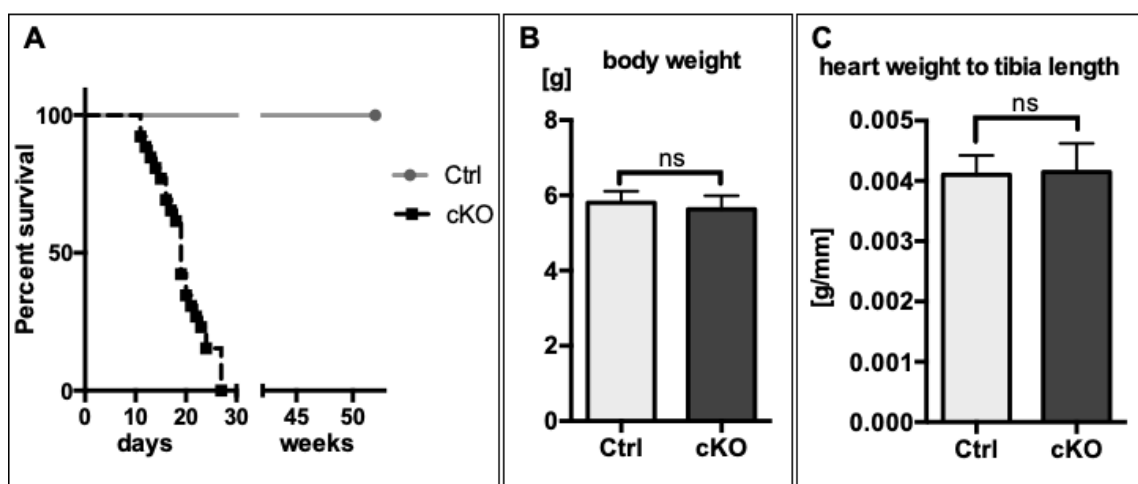 A
Percent survival
100
50
0
0 10 20 30 45 50
days weeks
Ctrl
cKO
B
body weight
[g]
8
6
4
2
0
ns
Ctrl cKO
C
heart weight to tibia length
[g/mm]
0.005
0.004
0.003
0.002
0.001
0.000
ns
Ctrl cKO